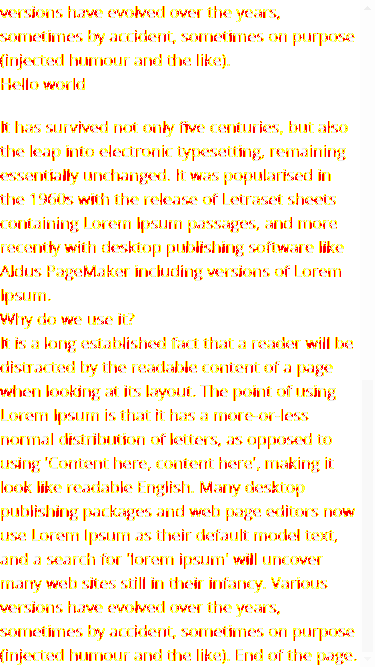 versions have evolved over the years,
sometimes by accident, sometimes on purpose
(injected humour and the like).
Hello world
It has survived not only five centuries, but also
the leap into electronic typesetting, remaining
essentially unchanged. It was popularised in
the 1960s with the release of Letraset sheets
containing Lorem Ipsum passages, and more
recently with desktop publishing software like
Aldus PageMaker including versions of Lorem
Ipsum.
Why do we use it?
It is a long established fact that a reader will be
distracted by the readable content of a page
when looking at its layout. The point of using
Lorem Ipsum is that it has a more-or-less
normal distribution of letters, as opposed to
using 'Content here, content here', making it
look like readable English. Many desktop
publishing packages and web page editors now
use Lorem Ipsum as their default model text,
and a search for 'lorem ipsum' will uncover
many web sites still in their infancy. Various
versions have evolved over the years,
sometimes by accident, sometimes on purpose
(injected humour and the like). End of the page.